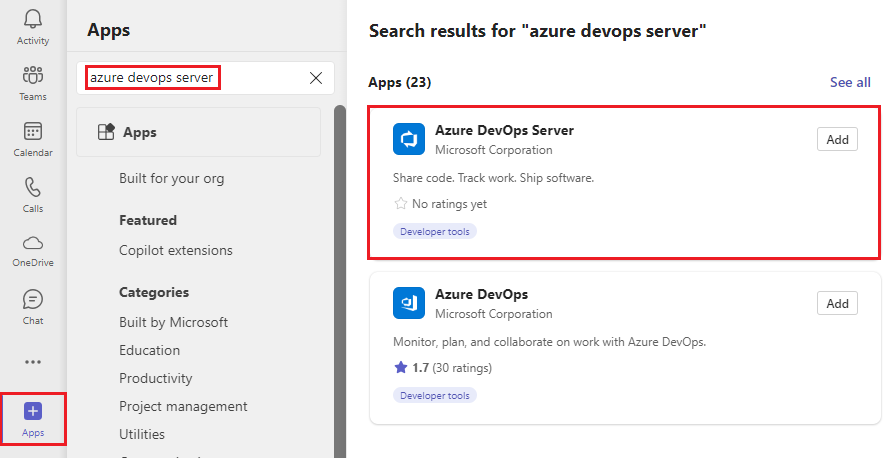 Activity
Teams
Calendar
Calls
OneDrive
Chat
Apps
Apps
azure devops server
Apps
Built for your org
Featured
Copilot extensions
Categories
Built by Microsoft
Education
Productivity
Project management
Utilities
Search results for "azure devops server"
Apps (23)
See all
Azure DevOps Server
Microsoft Corporation
Add
Share code. Track work. Ship software.
No ratings yet
Developer tools
Azure DevOps
Microsoft Corporation
Add
Monitor, plan, and collaborate on work with Azure DevOps.
1.7 (30 ratings)
Developer tools